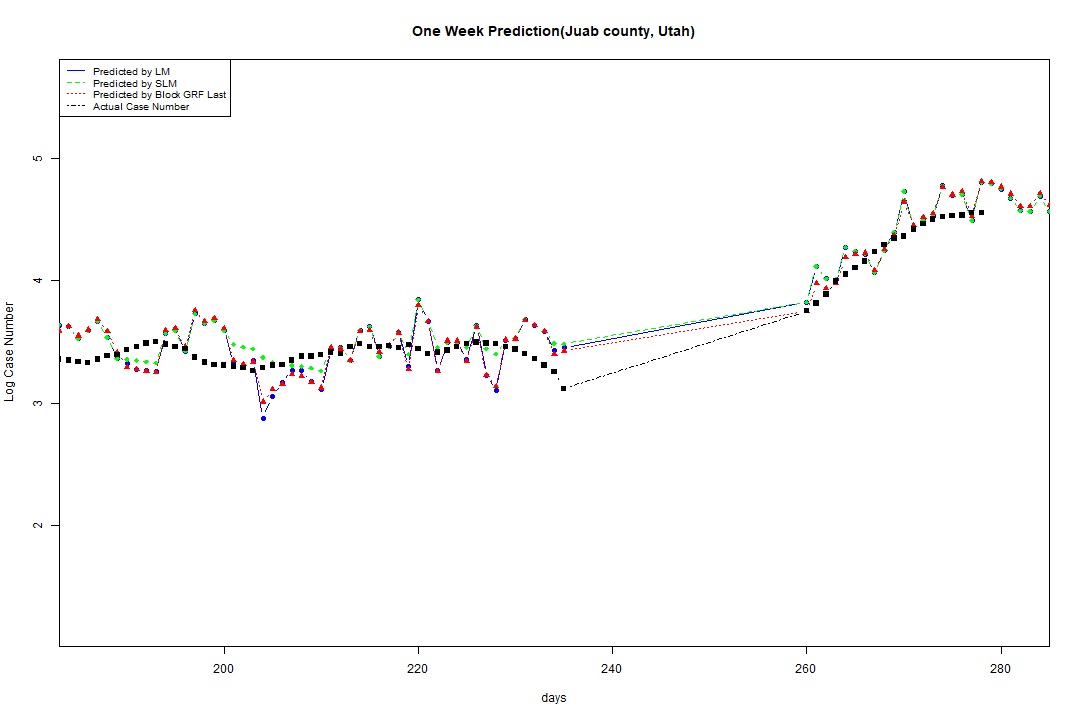 One Week Prediction(Juab county, Utah)
Predicted by LM
Predicted by SLM
Predicted by Block GRF Last
Actual Case Number
Log Case Number
5
4
3
2
200 220 240 260 280
days